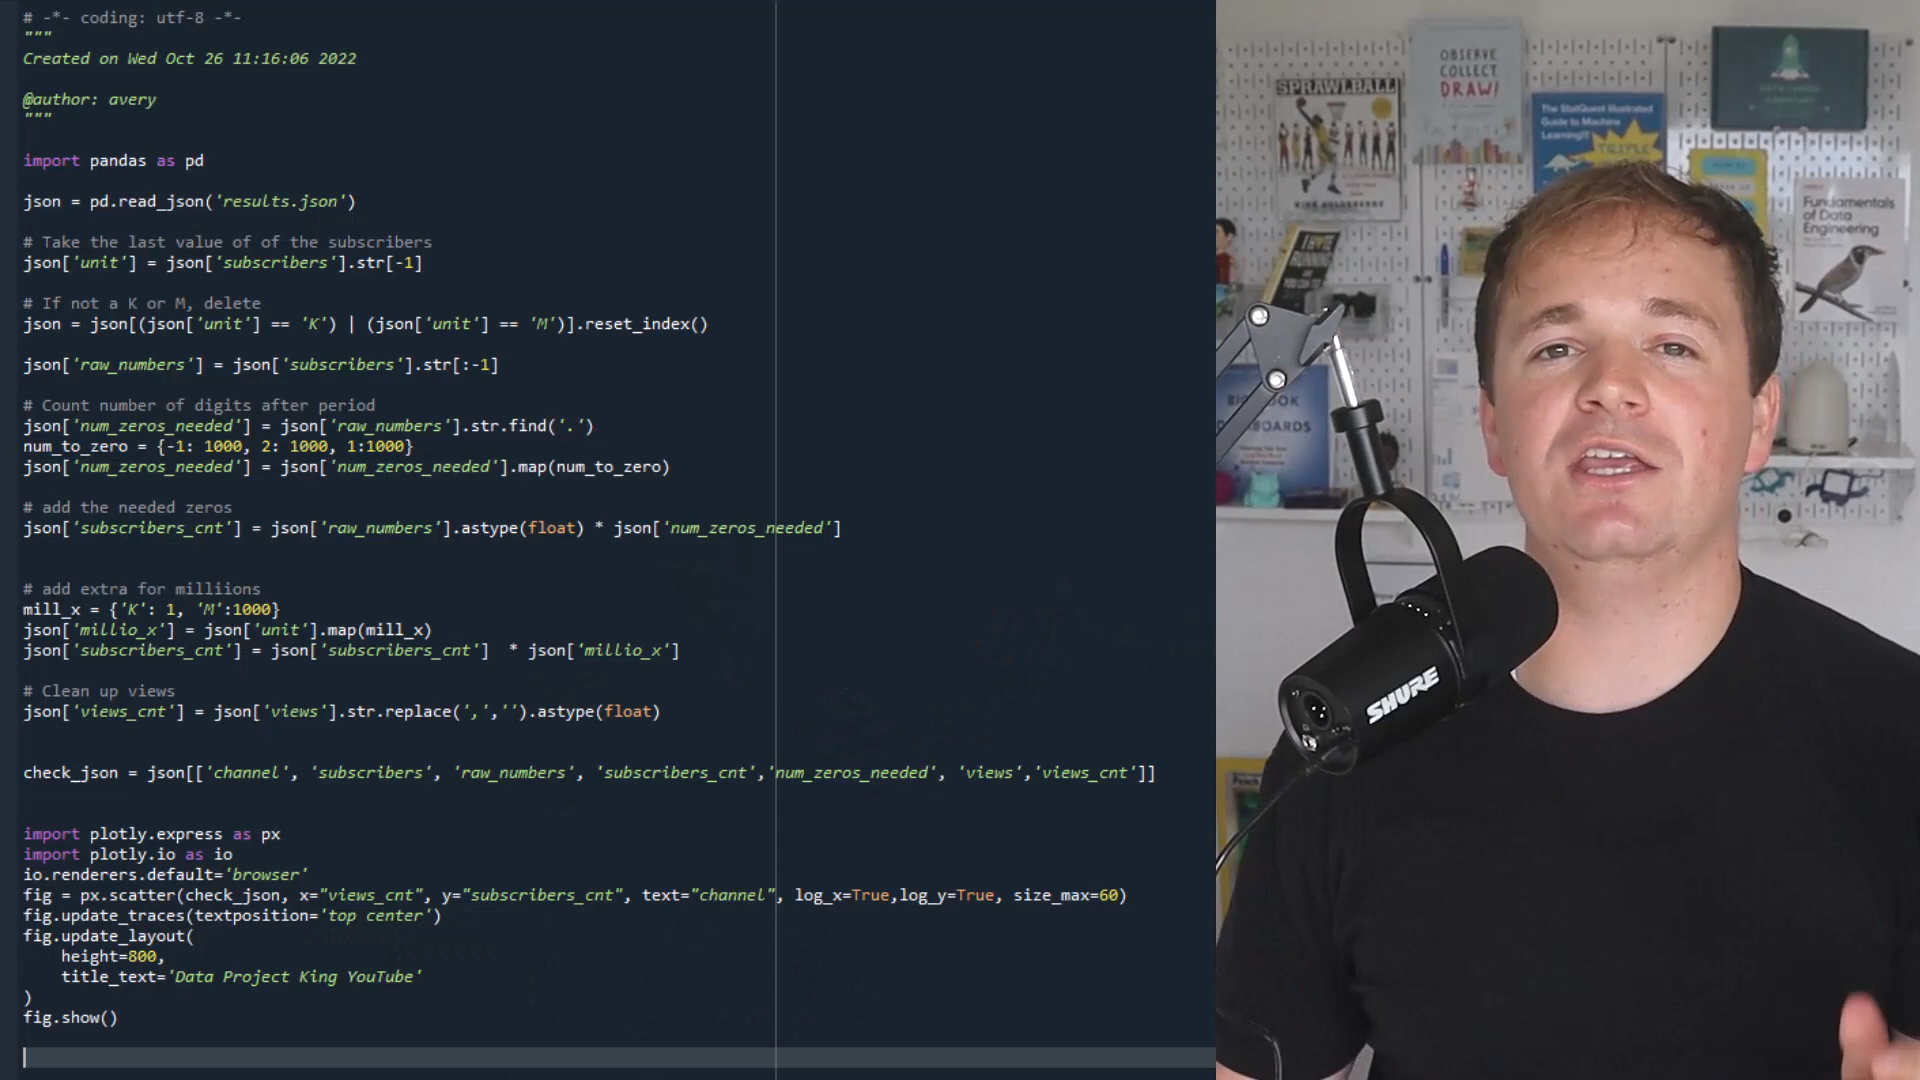 # -*- coding: utf-8 -*-
"""
Created on Wed Oct 26 11:16:06 2022
@author: avery
"""
import pandas as pd
json = pd.read_json('results.json')
# Take the last value of of the subscribers
json['unit'] = json['subscribers'].str[-1]
# If not a K or M, delete
json = json[(json['unit'] == 'K') | (json['unit'] == 'M')].reset_index()
json['raw_numbers'] = json['subscribers'].str[:-1]
# Count number of digits after period
json['num_zeros_needed'] = json['raw_numbers'].str.find('.')
num_to_zero = {-1: 1000, 2: 1000, 1:1000}
json['num_zeros_needed'] = json['num_zeros_needed'].map(num_to_zero)
# add the needed zeros
json['subscribers_cnt'] = json['raw_numbers'].astype(float) * json['num_zeros_needed']
# add extra for milliions
mill_x = {'K': 1, 'M':1000}
json['millio_x'] = json['unit'].map(mill_x)
json['subscribers_cnt'] = json['subscribers_cnt']  * json['millio_x']
# Clean up views
json['views_cnt'] = json['views'].str.replace(',','').astype(float)
check_json = json[['channel', 'subscribers', 'raw_numbers', 'subscribers_cnt','num_zeros_needed', 'views','views_cnt']]
import plotly.express as px
import plotly.io as io
io.renderers.default='browser'
fig = px.scatter(check_json, x="views_cnt", y="subscribers_cnt", text="channel", log_x=True,log_y=True, size_max=60)
fig.update_traces(textposition='top center')
fig.update_layout(
    height=800,
    title_text='Data Project King YouTube'
)
fig.show()
SPRAWLBALL
OBSERVE
COLLECT
DRAW!
The StatQuest Illustrated
Guide to Machine
Learning!!!
TRIPLE
Fundamentals
of Data
Engineering
SHURE